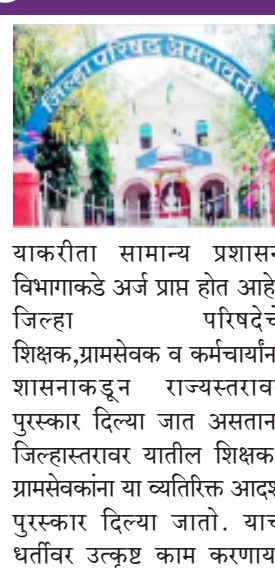 जिल्हा परिषद अमरावती
याकरीता सामान्य प्रशासन
विभागाकडे अर्ज प्राप्त होत आहे
जिल्हा परिषदेचे
शिक्षक,ग्रामसेवक व कर्मचार्यांन
शासनाकडून राज्यस्तराव
पुरस्कार दिल्या जात असतान
जिल्हास्तरावर यातील शिक्षक
ग्रामसेवकांना या व्यतिरिक्त आदश
पुरस्कार दिल्या जातो. याच
धर्तीवर उत्कृष्ट काम करणाय